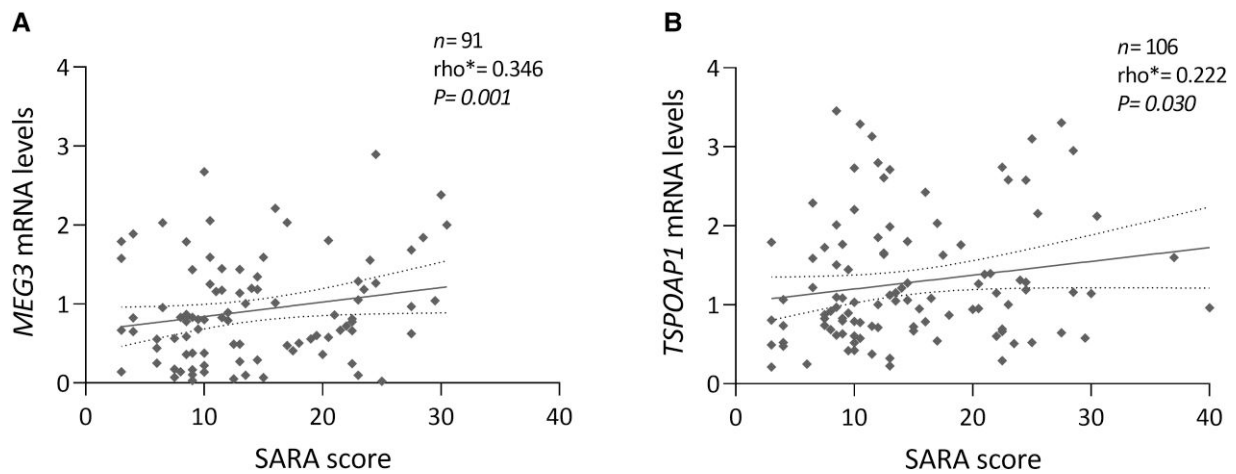 A
n= 91
rho*= 0.346
P= 0.001
4
3
2
1
0
MEG3 mRNA levels
0 10 20 30 40
SARA score
B
n= 106
rho*= 0.222
P= 0.030
4
3
2
1
0
TSPOAP1 mRNA levels
0 10 20 30 40
SARA score